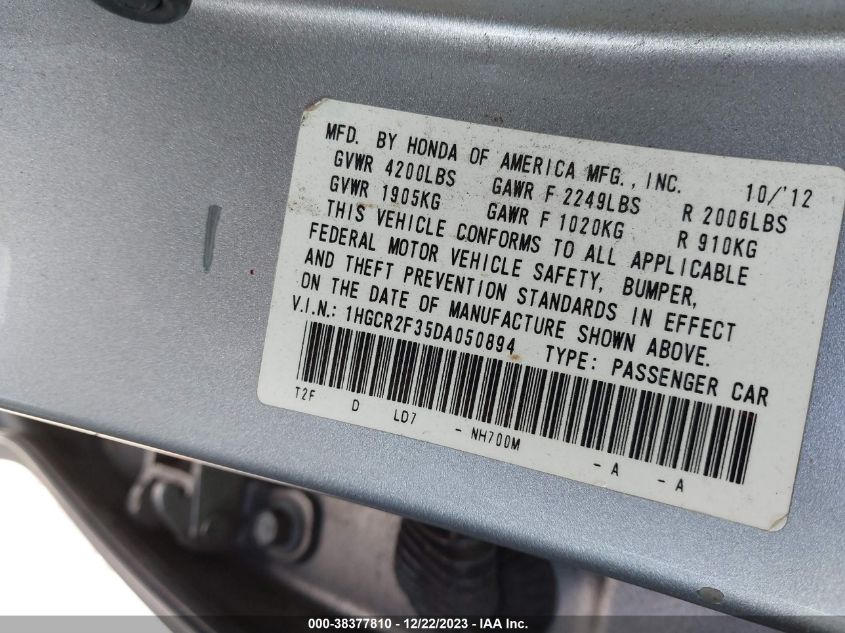 MFD. BY HONDA OF AMERICA MFG., INC. 10/'12
GVWR 4200LBS GAWR F 2249LBS R 2006LBS
GVWR 1905KG GAWR F 1020KG R 910KG
THIS VEHICLE CONFORMS TO ALL APPLICABLE
FEDERAL MOTOR VEHICLE SAFETY, BUMPER,
AND THEFT PREVENTION STANDARDS IN EFFECT
ON THE DATE OF MANUFACTURE SHOWN ABOVE.
V.I.N.: 1HGCR2F35DA050894 TYPE: PASSENGER CAR
T2F D LD7 - NH700M - A - A
000-38377810 - 12/22/2023 - IAA Inc.